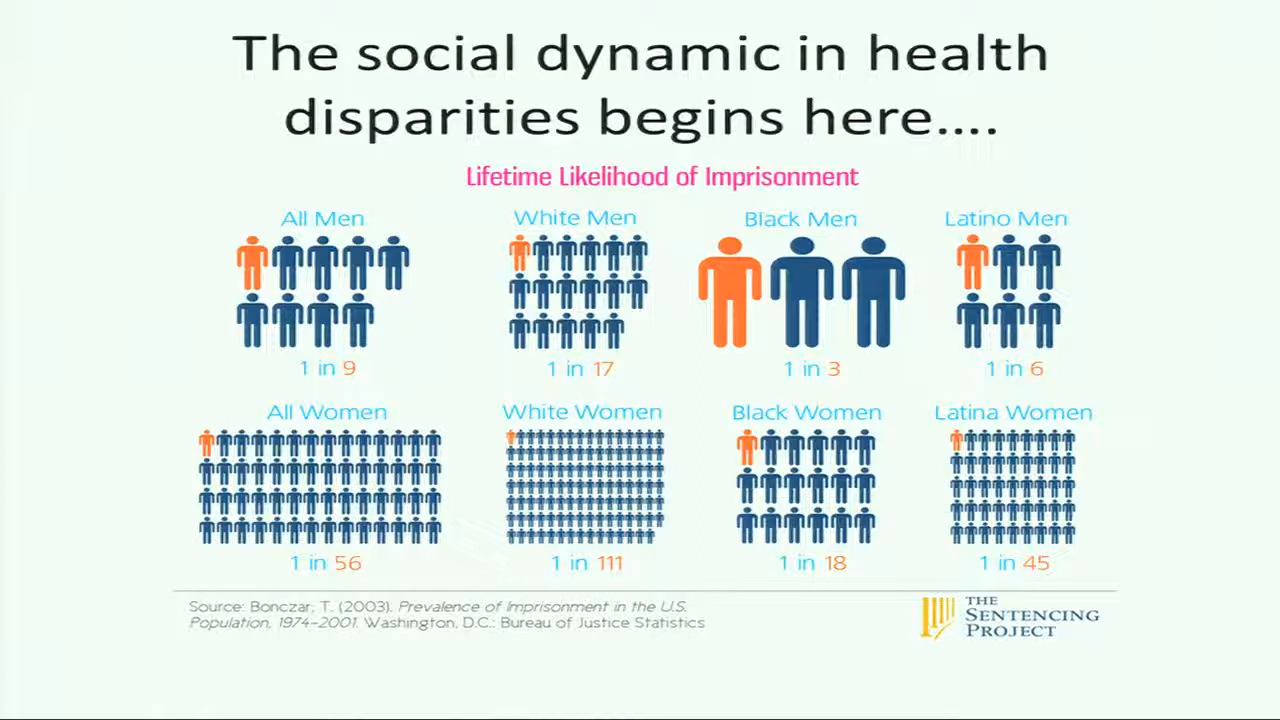 The social dynamic in health
disparities begins here....
Lifetime Likelihood of Imprisonment
All Men
White Men
Black Men
Latino Men
1 in 9
1 in 17
1 in 3
1 in 6
All Women
White Women
Black Women
Latina Women
1 in 56
1 in 111
1 in 18
1 in 45
Source: Bonczar, T. (2003). Prevalence of Imprisonment in the U.S.
Population, 1974–2001. Washington, D.C.: Bureau of Justice Statistics
THE
SENTENCING
PROJECT